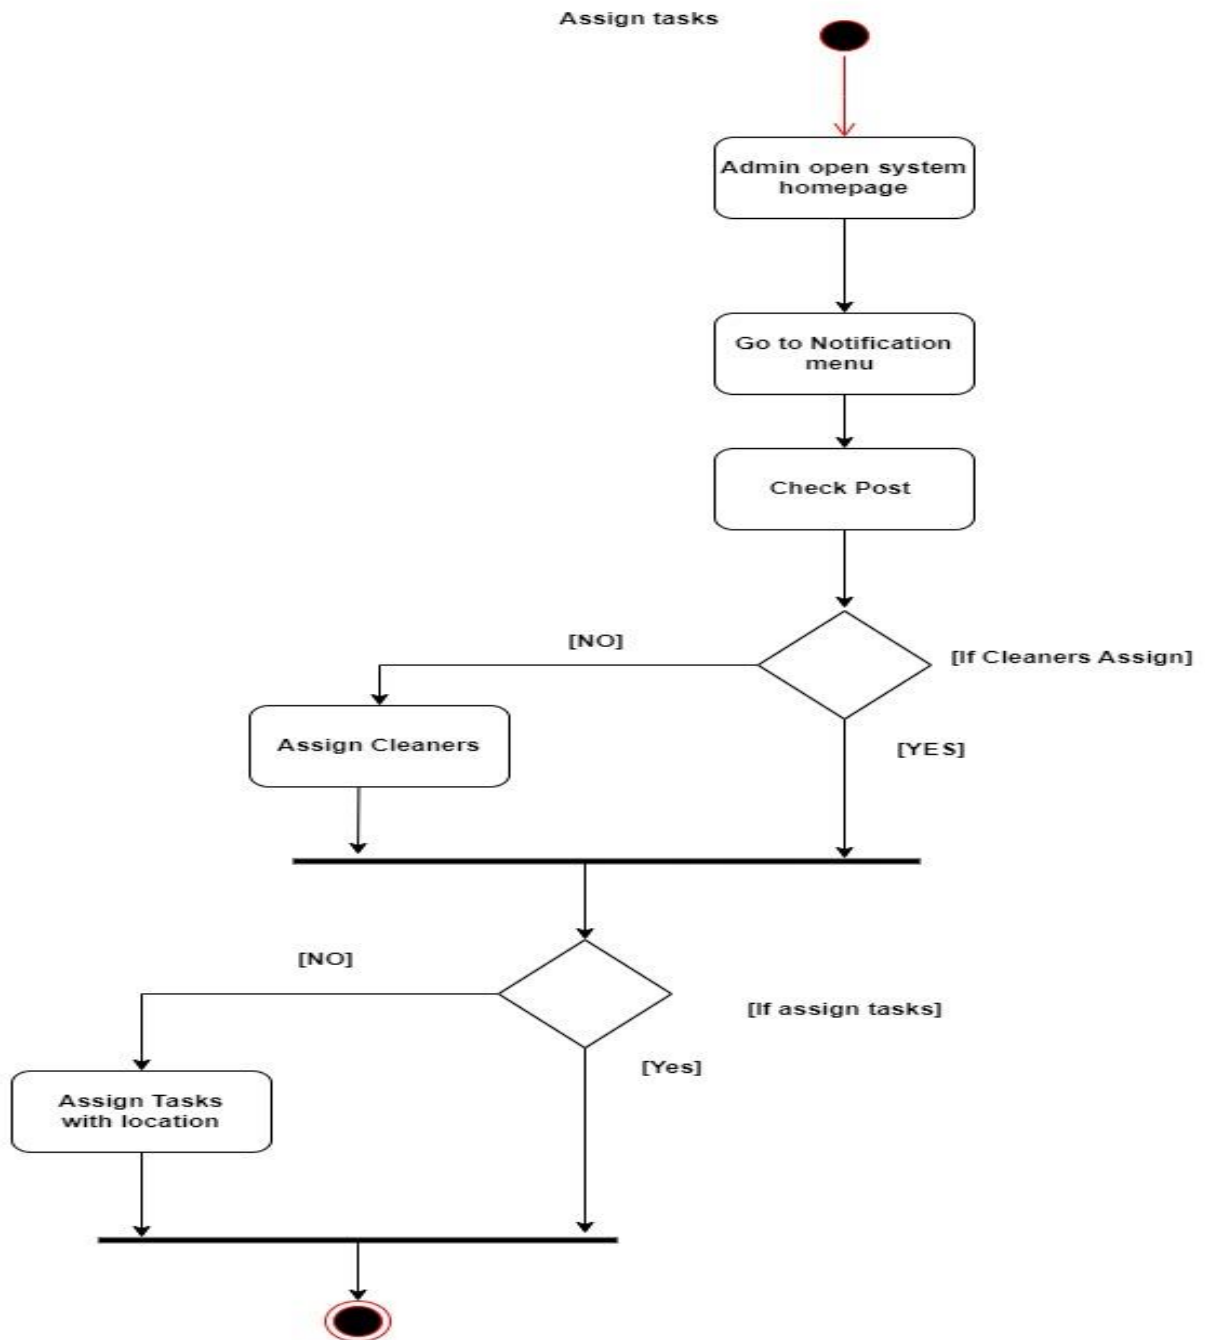 Assign tasks
Admin open system
homepage
Go to Notification
menu
Check Post
[NO]
[If Cleaners Assign]
Assign Cleaners
[YES]
[NO]
[If assign tasks]
[Yes]
Assign Tasks
with location